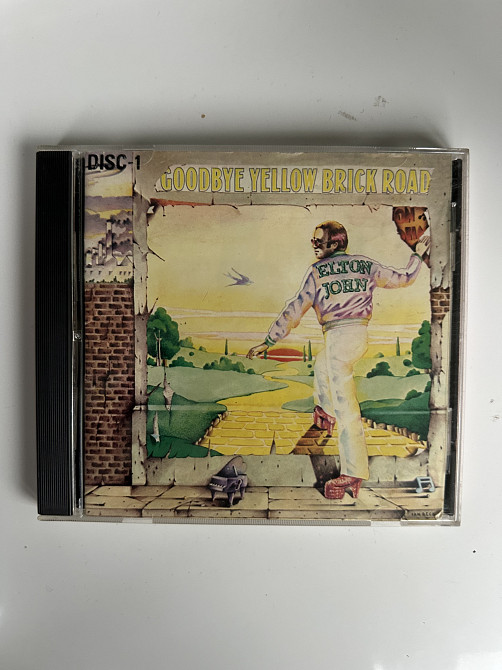 DISC-1
GOODBYE YELLOW BRICK ROAD
ELTON
JOHN